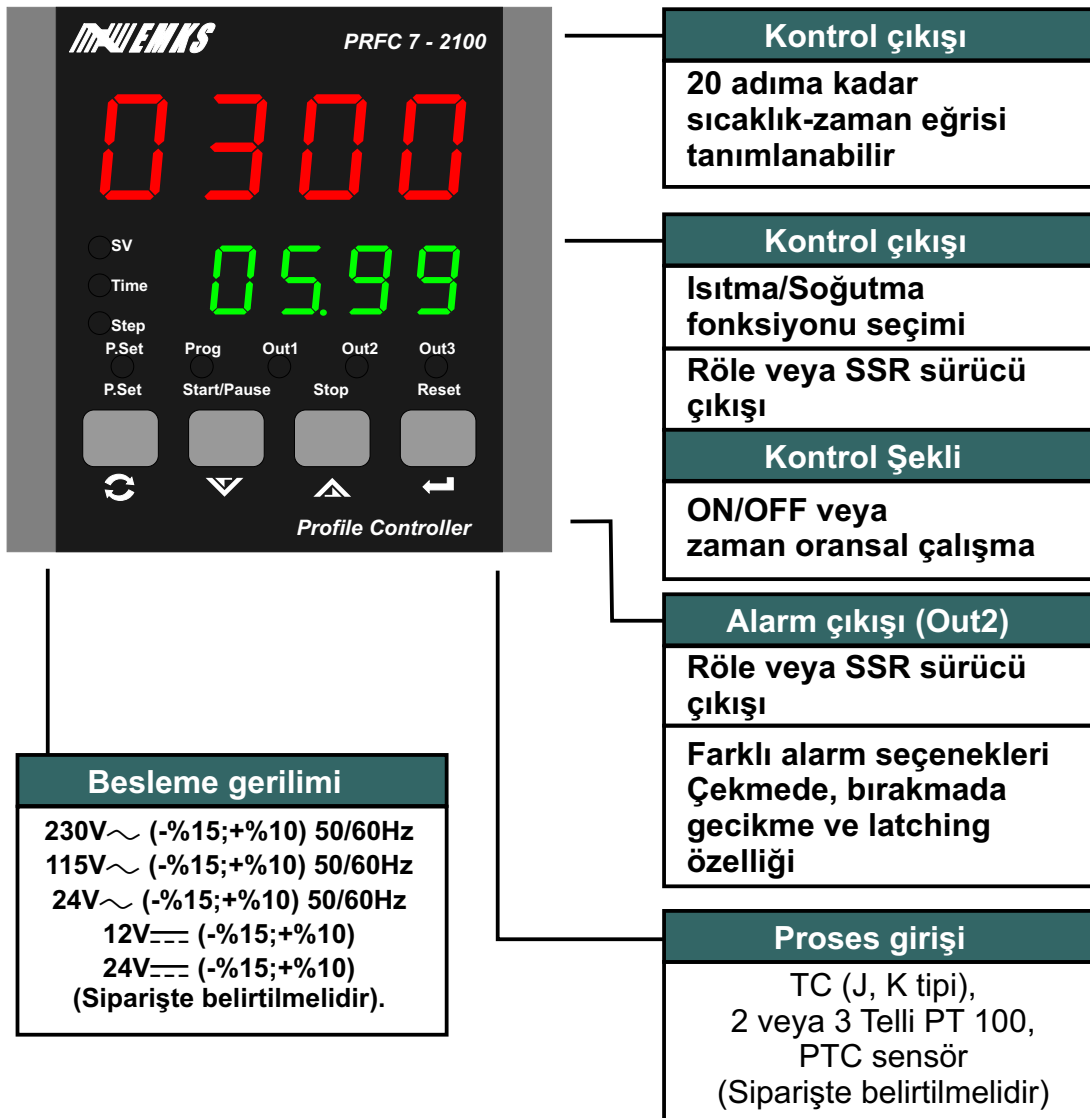 EMKS
PRFC 7 - 2100
0300
SV
Time
Step
05.99
P.Set Prog Out1 Out2 Out3
P.Set Start/Pause Stop Reset
Profile Controller
Kontrol çıkışı
20 adıma kadar
sıcaklık-zaman eğrisi
tanımlanabilir
Kontrol çıkışı
Isıtma/Soğutma
fonksiyonu seçimi
Röle veya SSR sürücü
çıkışı
Kontrol Şekli
ON/OFF veya
zaman oransal çalışma
Alarm çıkışı (Out2)
Röle veya SSR sürücü
çıkışı
Farklı alarm seçenekleri
Çekmede, bırakmada
gecikme ve latching
özelliği
Besleme gerilimi
230V (-%15;+%10) 50/60Hz
115V (-%15;+%10) 50/60Hz
24V (-%15;+%10) 50/60Hz
12V (-%15;+%10)
24V (-%15;+%10)
(Siparişte belirtilmelidir).
Proses girişi
TC (J, K tipi),
2 veya 3 Telli PT 100,
PTC sensör
(Siparişte belirtilmelidir)